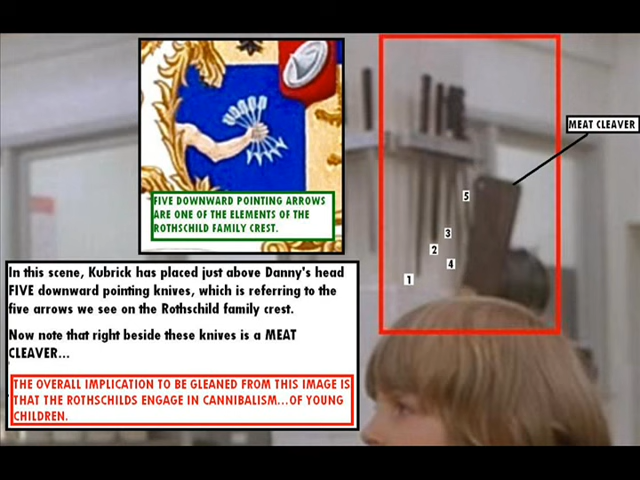 MEAT CLEAVER
FIVE DOWNWARD POINTING ARROWS
ARE ONE OF THE ELEMENTS OF THE
ROTHSCHILD FAMILY CREST.
5
3
2
4
1
In this scene, Kubrick has placed just above Danny's head
FIVE downward pointing knives, which is referring to the
five arrows we see on the Rothschild family crest.
Now note that right beside these knives is a MEAT
CLEAVER...
THE OVERALL IMPLICATION TO BE GLEANED FROM THIS IMAGE IS
THAT THE ROTHSCHILDS ENGAGE IN CANNIBALISM...OF YOUNG
CHILDREN.